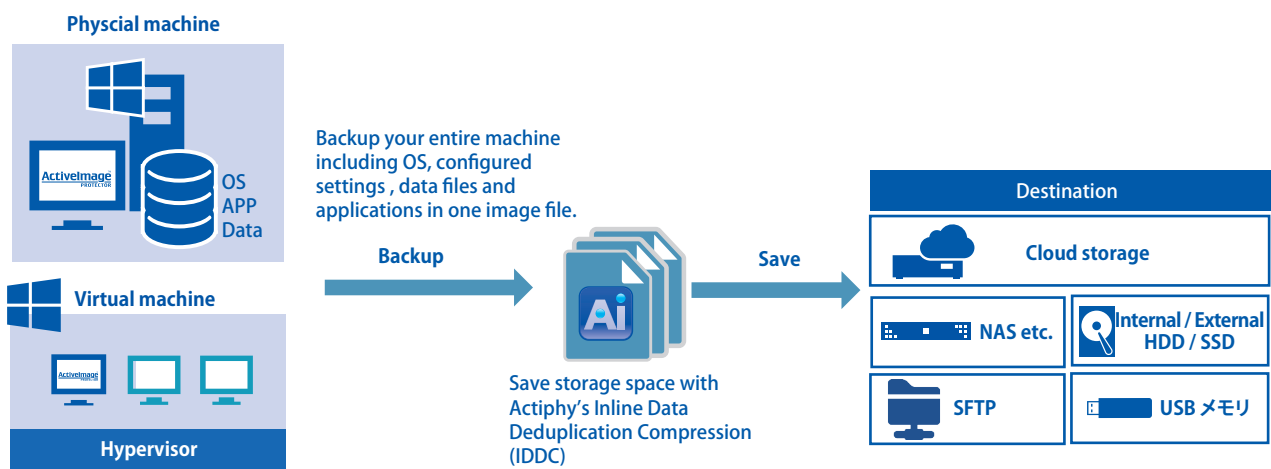 Physcial machine
ActiveImage
PROTECTOR
OS
APP
Data
Virtual machine
ActiveImage
PROTECTOR
Hypervisor
Backup your entire machine
including OS, configured
settings , data files and
applications in one image file.
Backup
Ai
Save storage space with
Actiphy's Inline Data
Deduplication Compression
(IDDC)
Save
Destination
Cloud storage
NAS etc.
Internal / External
HDD / SSD
SFTP
USB メモリ